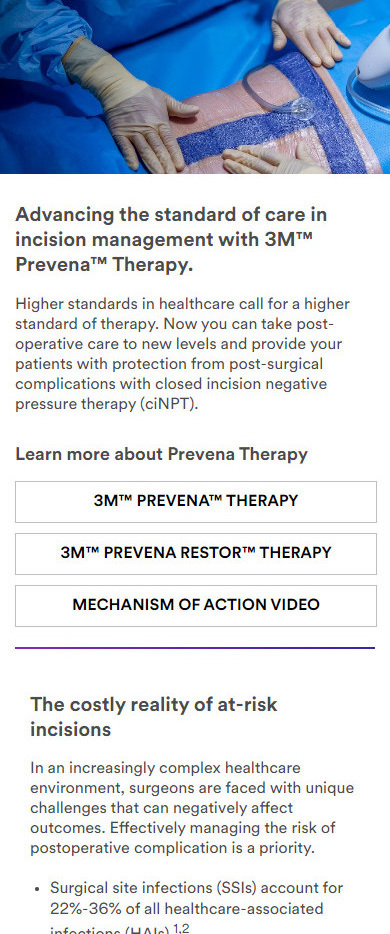 Advancing the standard of care in
incision management with 3M™
Prevena™ Therapy.
Higher standards in healthcare call for a higher
standard of therapy. Now you can take post-
operative care to new levels and provide your
patients with protection from post-surgical
complications with closed incision negative
pressure therapy (ciNPT).
Learn more about Prevena Therapy
3M™ PREVENA™ THERAPY
3M™ PREVENA RESTOR™ THERAPY
MECHANISM OF ACTION VIDEO
The costly reality of at-risk
incisions
In an increasingly complex healthcare
environment, surgeons are faced with unique
challenges that can negatively affect
outcomes. Effectively managing the risk of
postoperative complication is a priority.
• Surgical site infections (SSIs) account for
22%-36% of all healthcare-associated
infections (HAIs) 1,2